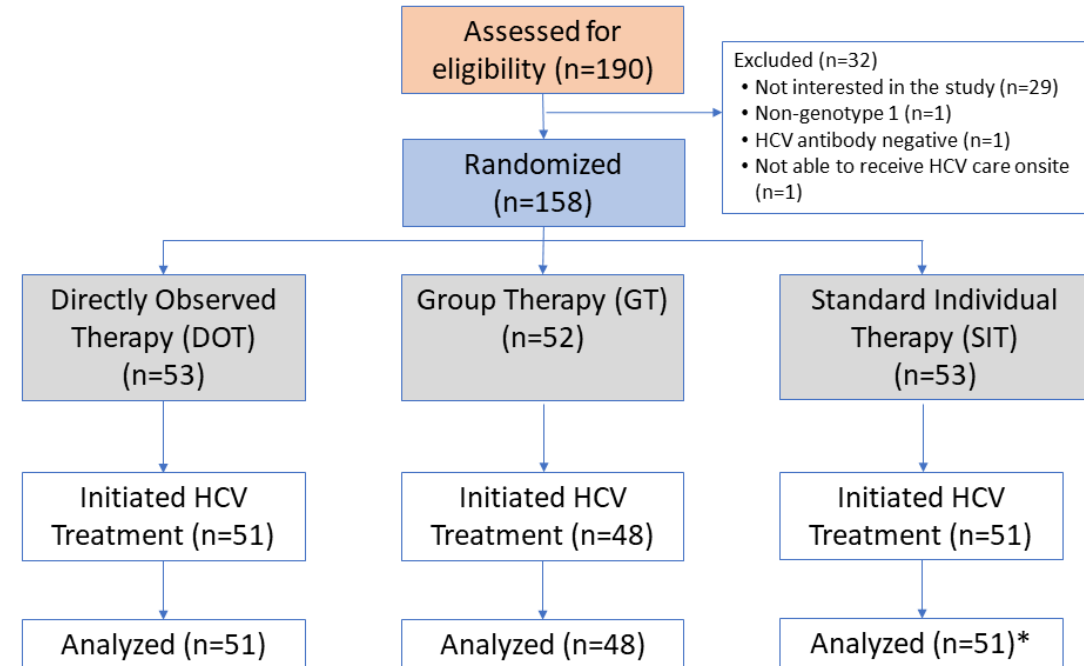 Assessed for
eligibility (n=190)
Excluded (n=32)
• Not interested in the study (n=29)
• Non-genotype 1 (n=1)
• HCV antibody negative (n=1)
• Not able to receive HCV care onsite
(n=1)
Randomized
(n=158)
Directly Observed
Therapy (DOT)
(n=53)
Group Therapy (GT)
(n=52)
Standard Individual
Therapy (SIT)
(n=53)
Initiated HCV
Treatment (n=51)
Initiated HCV
Treatment (n=48)
Initiated HCV
Treatment (n=51)
Analyzed (n=51)
Analyzed (n=48)
Analyzed (n=51)*